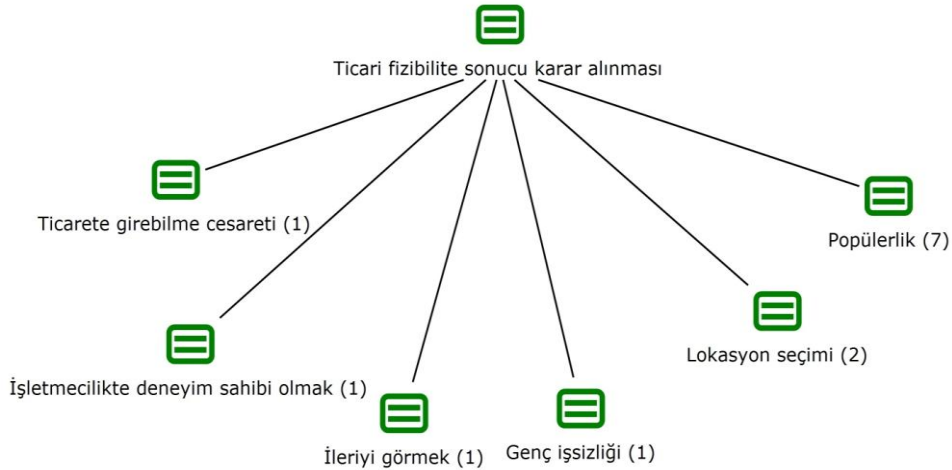 Ticari fizibilite sonucu karar alınması
Ticarete girebilme cesareti (1)
Popülerlik (7)
Lokasyon seçimi (2)
İşletmecilikte deneyim sahibi olmak (1)
İleriyi görmek (1)
Genç işsizliği (1)